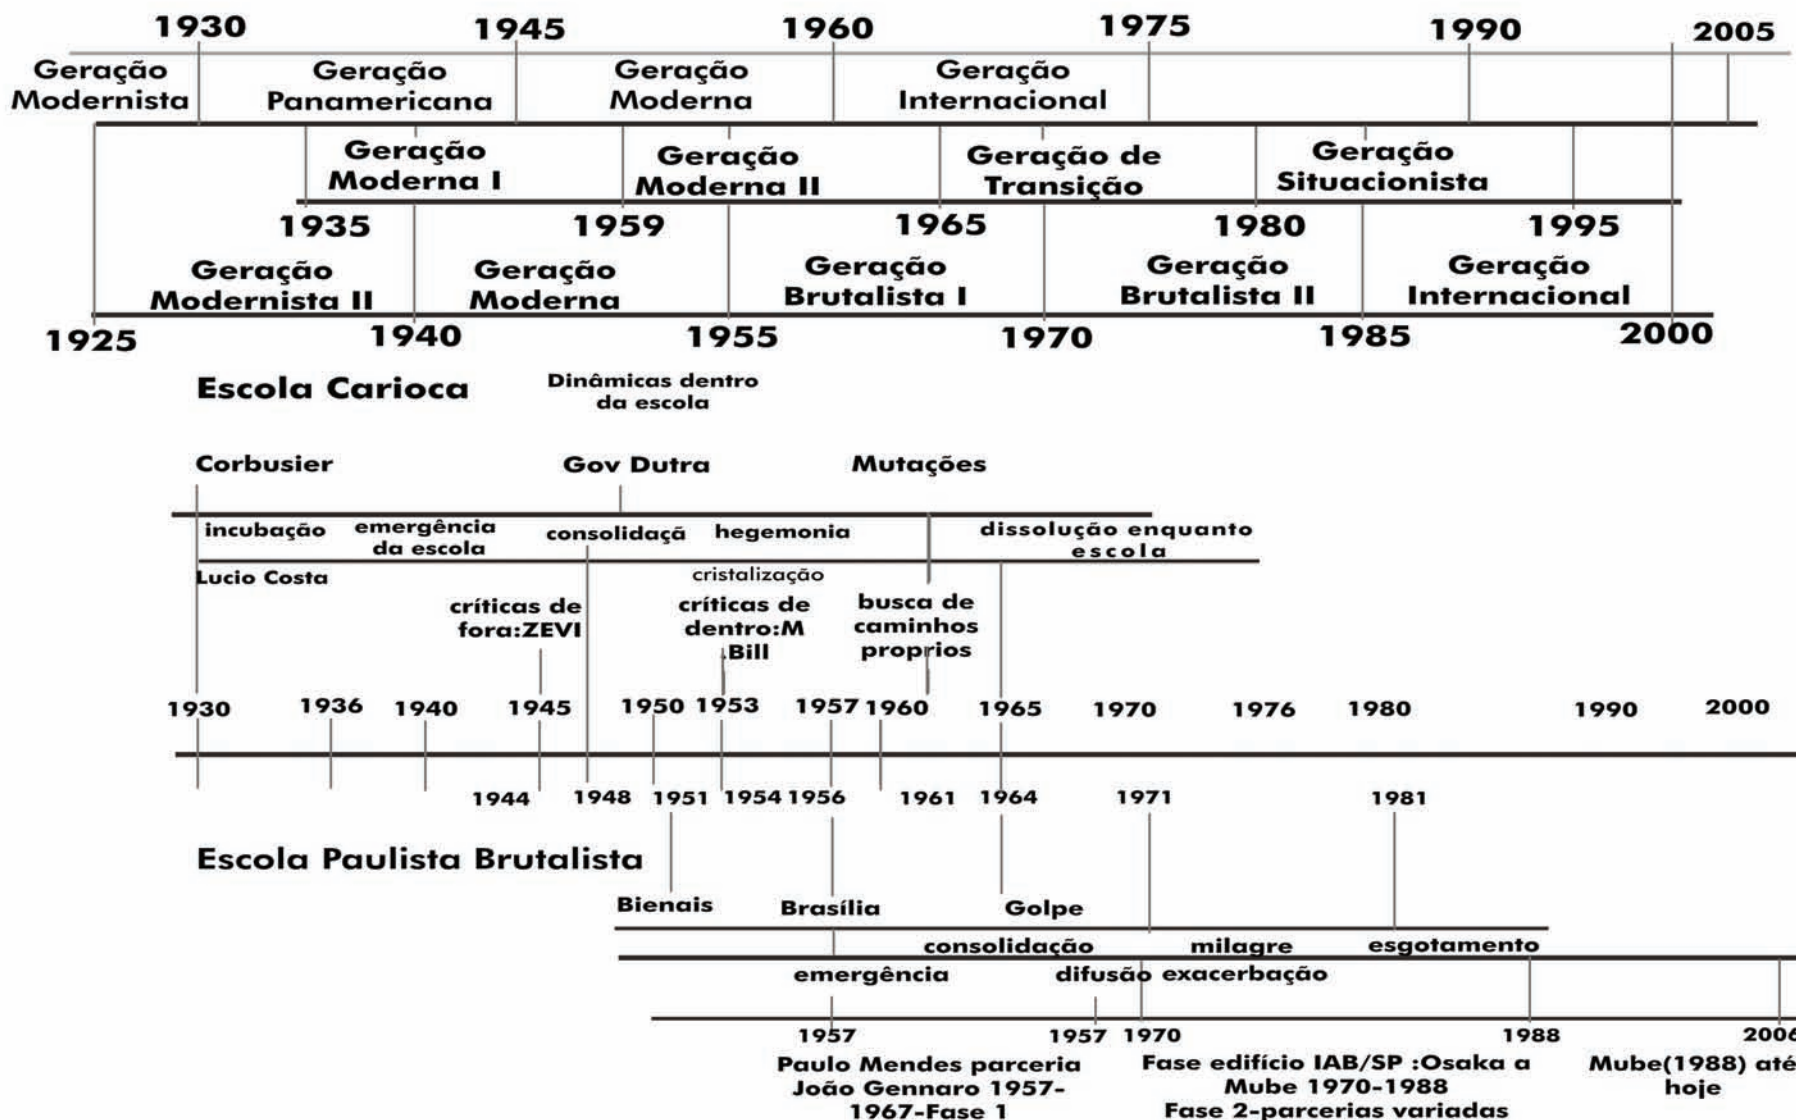 1930 1945 1960 1975 1990 2005
Geração Geração Geração Geração
Modernista Panamericana Moderna Internacional
Geração Geração Geração de Geração
Moderna I Moderna II Transição Situacionista
1935 1959 1965 1980 1995
Geração Geração Geração Geração Geração
Modernista II Moderna Brutalista I Brutalista II Internacional
1925 1940 1955 1970 1985 2000
Escola Carioca
Dinâmicas dentro
da escola
Corbusier Gov Dutra Mutações
incubação emergência consolidaçã hegemonia dissolução enquanto
da escola escola
Lucio Costa cristalização
críticas de críticas de busca de
fora:ZEVI dentro:M caminhos
.Bill proprios
1930 1936 1940 1945 1950 1953 1957 1960 1965 1970 1976 1980 1990 2000
1944 1948 1951 1954 1956 1961 1964 1971 1981
Escola Paulista Brutalista
Bienais Brasília Golpe
consolidação milagre esgotamento
emergência difusão exacerbação
1957 1957 1970 1988 2006
Paulo Mendes parceria Fase edifício IAB/SP :Osaka a Mube(1988) até
João Gennaro 1957- Mube 1970-1988 hoje
1967-Fase 1 Fase 2-parcerias variadas